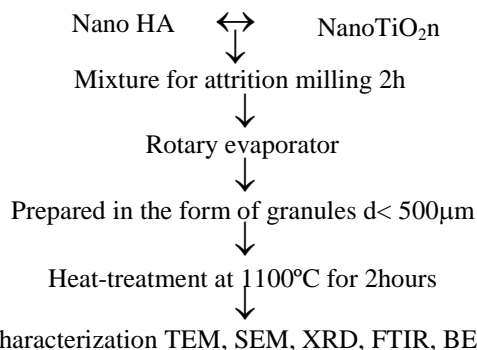 Nano HA ↔ NanoTiO₂n
Mixture for attrition milling 2h
Rotary evaporator
Prepared in the form of granules d< 500μm
Heat-treatment at 1100ºC for 2hours
haracterization TEM, SEM, XRD, FTIR, BE